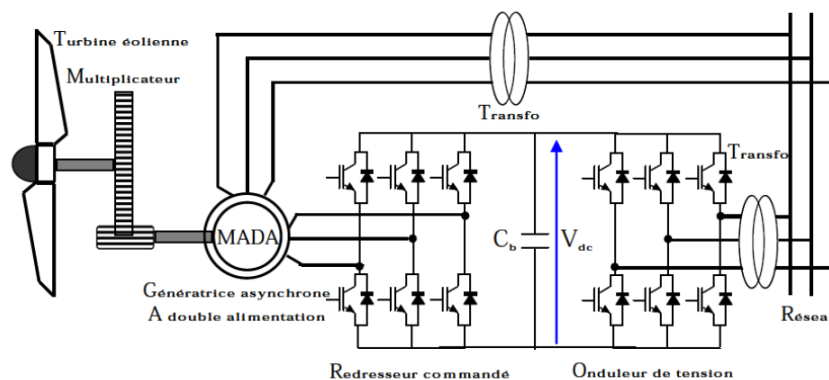 Turbine éolienne
Multiplicateur
Transfo
Transfo
MADA
Cb
Vdc
Génératrice asynchrone
A double alimentation
Résea
Redresseur commandé
Onduleur de tension